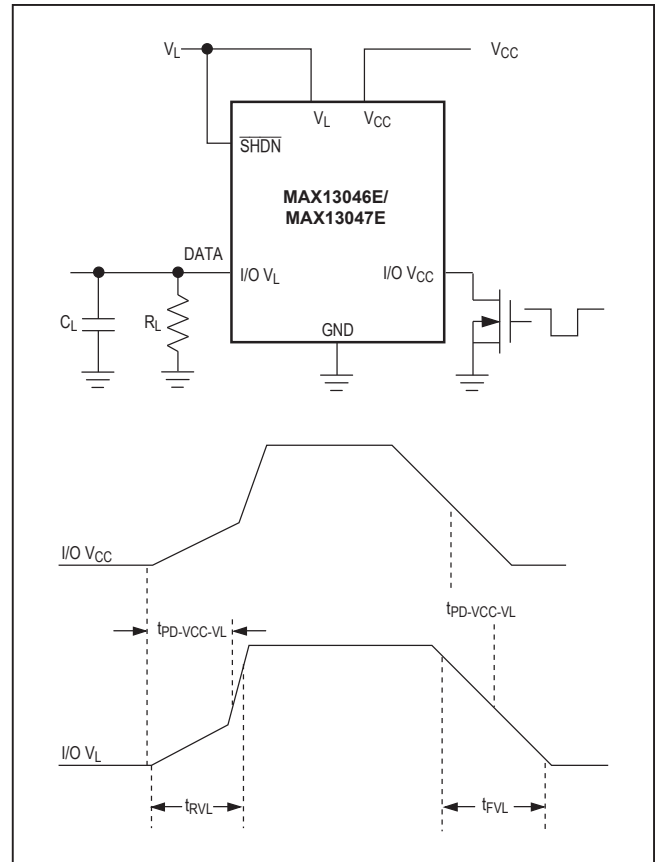 VL
VCC
VL
VCC
SHDN
MAX13046E/
MAX13047E
DATA
I/O VL
I/O VCC
CL
RL
GND
I/O VCC
tPD-VCC-VL
tPD-VCC-VL
I/O VL
tRVL
tFVL